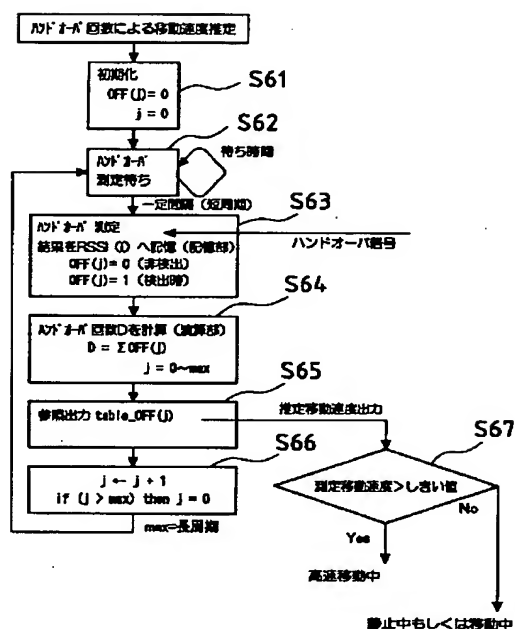 ハンドオーバ回数による移動速度推定
初期化
OFF(j)= 0
j = 0
S61
S62
ハンドオーバ
測定待ち
待ち時間
一定間隔（短周期）
S63
ハンドオーバ測定
結果をRSSI(j)へ記憶（記憶部）
OFF(j)= 0（非検出）
OFF(j)= 1（検出時）
ハンドオーバ信号
S64
ハンドオーバ回数Dを計算（演算部）
D = ΣOFF(j)
j = 0~max
S65
参照出力 table_OFF(j)
推定移動速度出力
S66
j ← j + 1
if (j > max) then j = 0
max=長周期
S67
測定移動速度>しきい値
No
Yes
高速移動中
静止中もしくは移動中